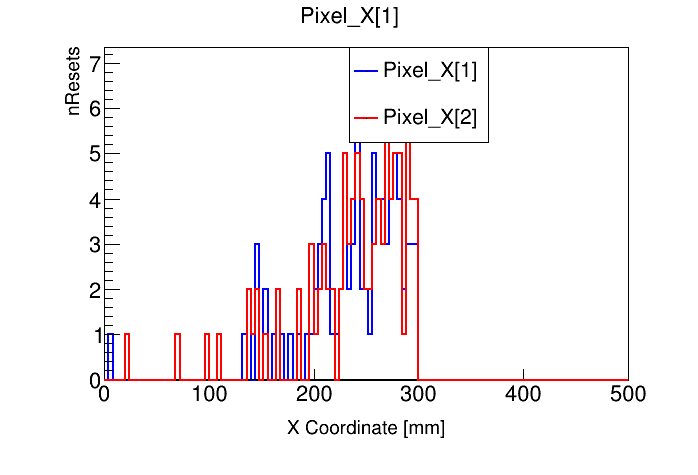 Pixel_X[1]
nResets
Pixel_X[1]
Pixel_X[2]
7
6
5
4
3
2
1
0
0 100 200 300 400 500
X Coordinate [mm]